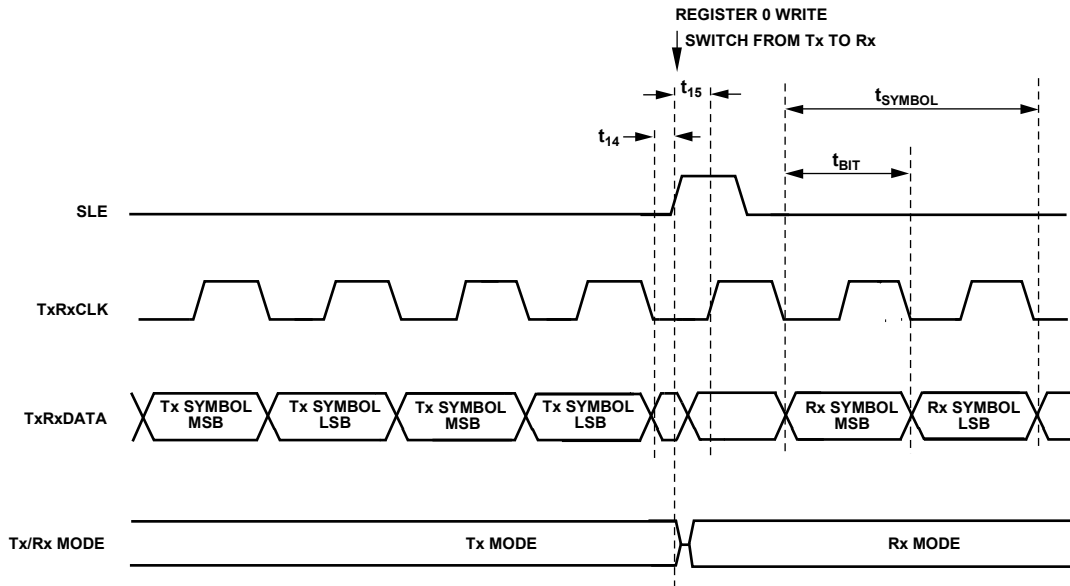 REGISTER 0 WRITE
SWITCH FROM Tx TO Rx
t15
tSYMBOL
t14
tBIT
SLE
TxRxCLK
TxRxDATA
Tx SYMBOL
MSB
Tx SYMBOL
LSB
Tx SYMBOL
MSB
Tx SYMBOL
LSB
Rx SYMBOL
MSB
Rx SYMBOL
LSB
Tx/Rx MODE
Tx MODE
Rx MODE